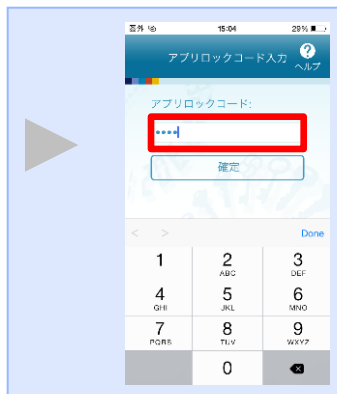 圏外 15:04 29%
アプリロックコード入力 ?
ヘルプ
アプリロックコード:
••••
確定
< > Done
1 2 3
ABC DEF
4 5 6
GHI JKL MNO
7 8 9
PQRS TUV WXYZ
0